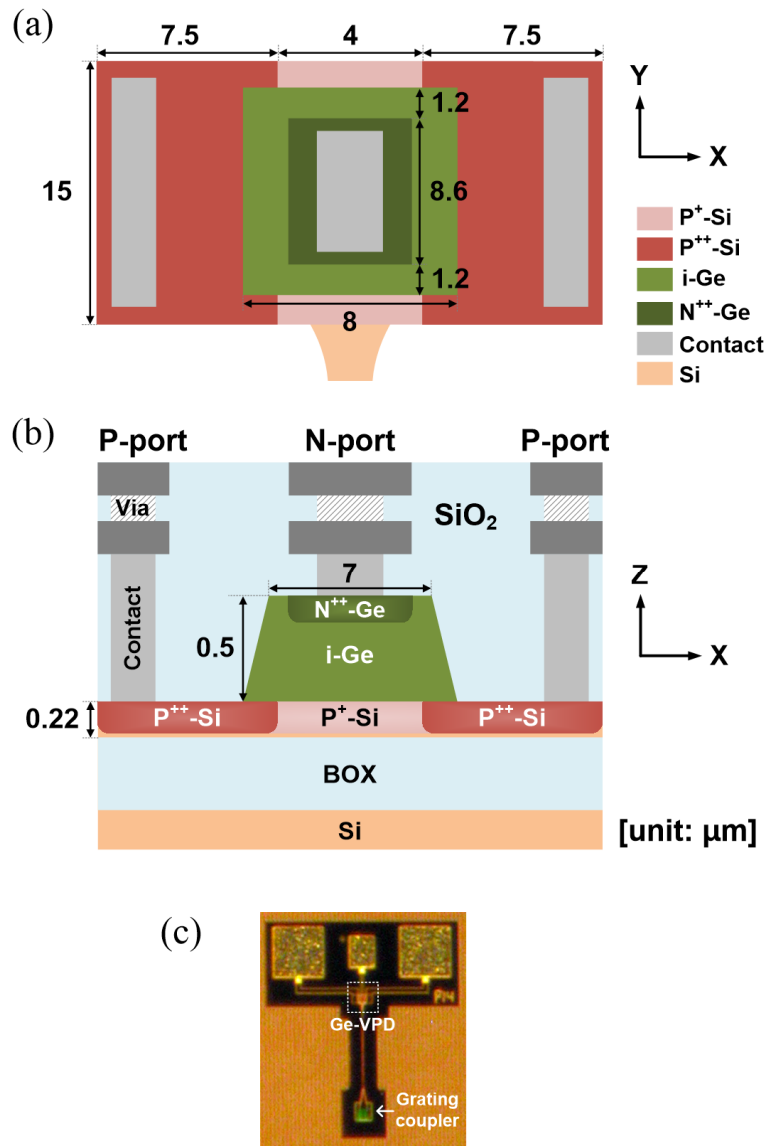 (a)
7.5 4 7.5
1.2
15
8.6
1.2
8
Y
X
P⁺-Si
P⁺⁺-Si
i-Ge
N⁺⁺-Ge
Contact
Si
(b)
P-port N-port P-port
Via
SiO₂
7
N⁺⁺-Ge
Contact
0.5
i-Ge
Z
X
0.22
P⁺⁺-Si P⁺-Si P⁺⁺-Si
BOX
Si
[unit: μm]
(c)
Ge-VPD
Grating
coupler